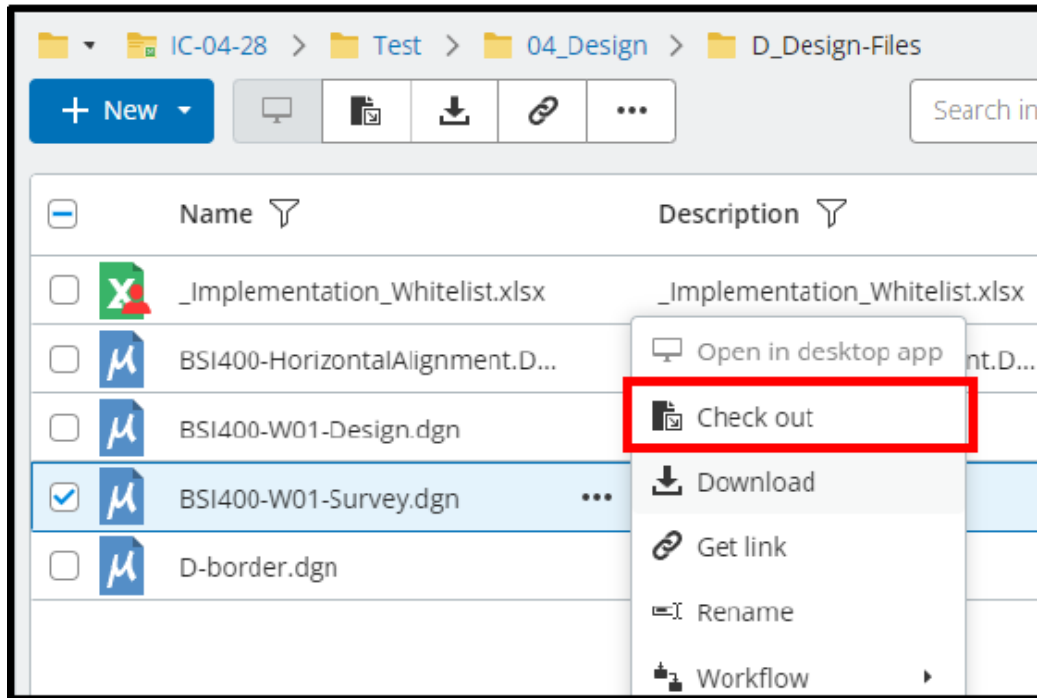 IC-04-28 > Test > 04_Design > D_Design-Files
+ New
Search in
Name Description
_Implementation_Whitelist.xlsx _Implementation_Whitelist.xlsx
BSI400-HorizontalAlignment.D... nt.D...
BSI400-W01-Design.dgn
BSI400-W01-Survey.dgn •••
D-border.dgn
Open in desktop app
Check out
Download
Get link
Rename
Workflow